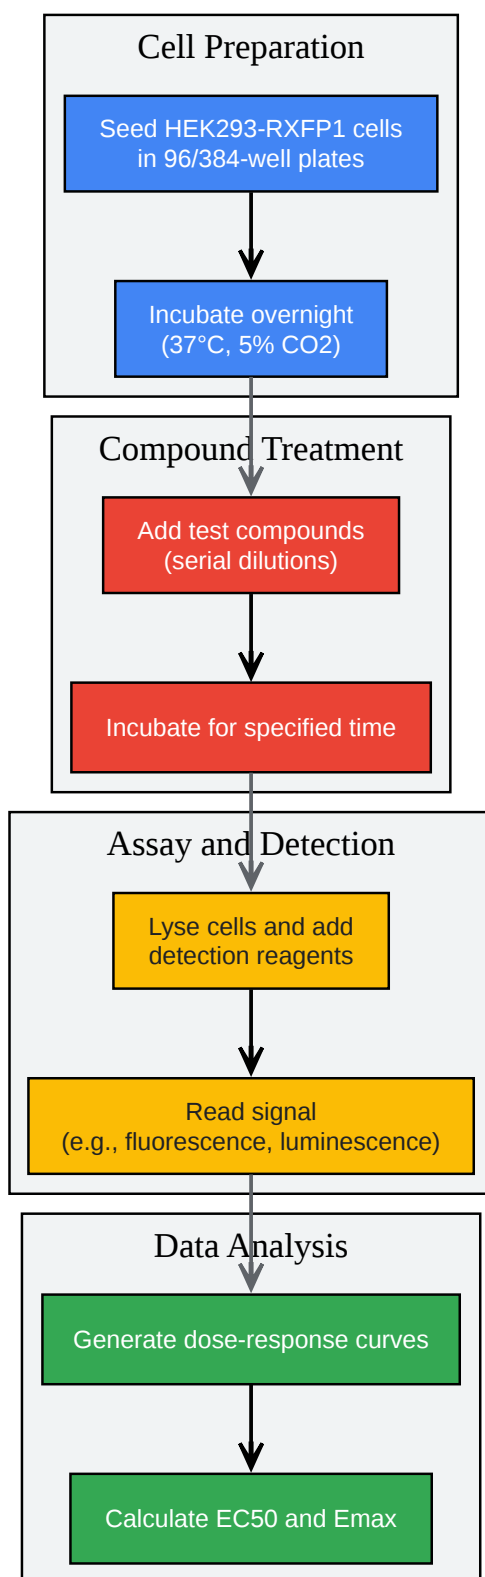 Cell Preparation
Seed HEK293-RXFP1 cells
in 96/384-well plates
Incubate overnight
(37°C, 5% CO2)
Compound Treatment
Add test compounds
(serial dilutions)
Incubate for specified time
Assay and Detection
Lyse cells and add
detection reagents
Read signal
(e.g., fluorescence, luminescence)
Data Analysis
Generate dose-response curves
Calculate EC50 and Emax